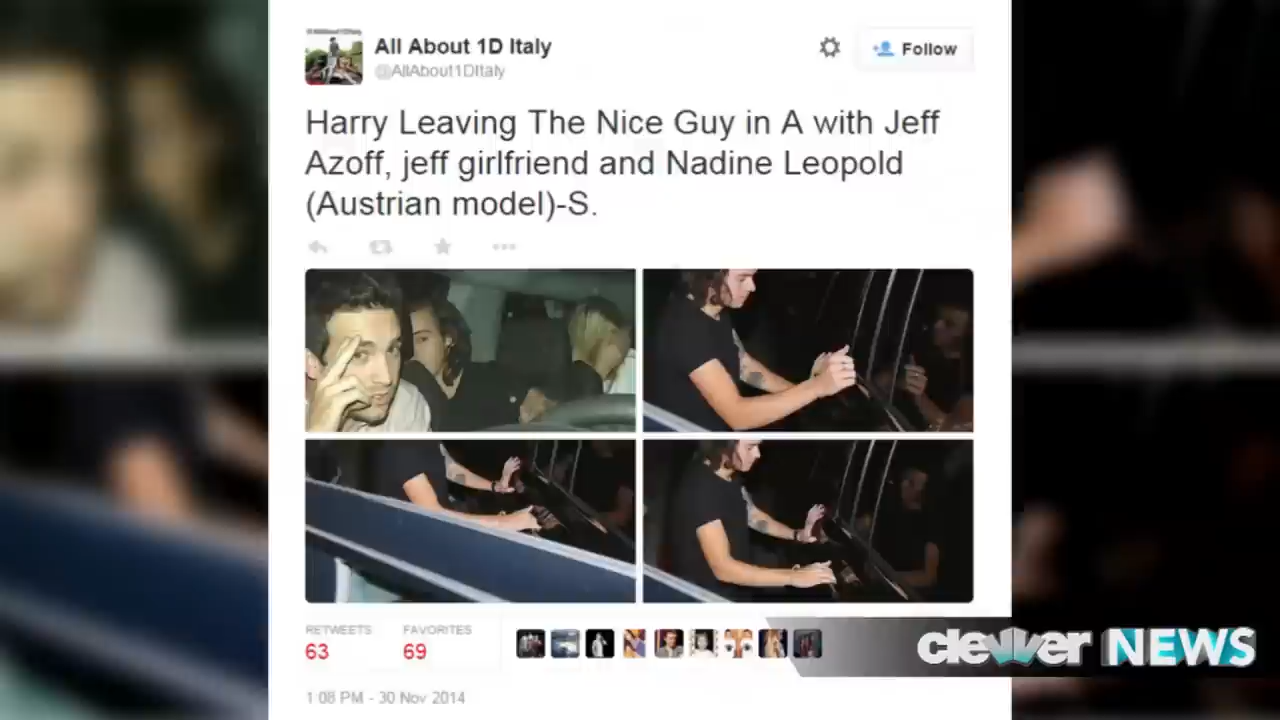 All About 1D Italy
@AllAbout1DItaly
Follow
Harry Leaving The Nice Guy in A with Jeff
Azoff, jeff girlfriend and Nadine Leopold
(Austrian model)-S.
RETWEETS
FAVORITES
63
69
1:08 PM - 30 Nov 2014
clevver NEWS